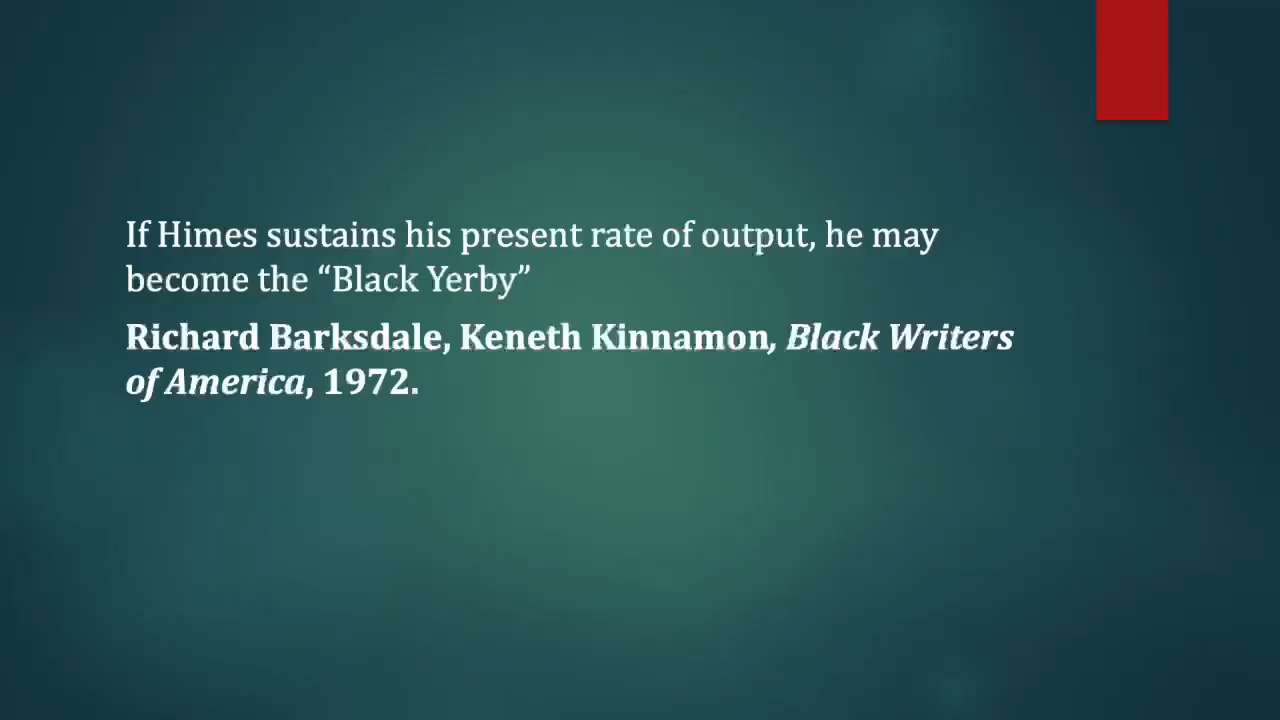 If Himes sustains his present rate of output, he may
become the “Black Yerby”
Richard Barksdale, Keneth Kinnamon, Black Writers
of America, 1972.